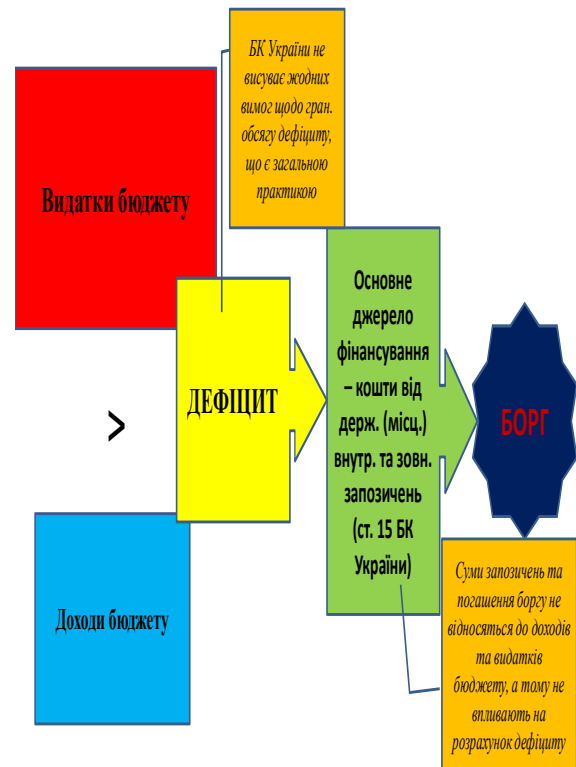 БК України не
висуває жодних
вимог щодо гран.
обсягу дефіциту,
що є загальною
практикою
Видатки бюджету
>
Доходи бюджету
ДЕФІЦИТ
Основне
джерело
фінансування
– кошти від
держ. (місц.)
внутр. та зовн.
запозичень
(ст. 15 БК
України)
БОРГ
Суми запозичень та
погашення боргу не
відносяться до доходів
та видатків
бюджету, а тому не
впливають на
розрахунок дефіциту